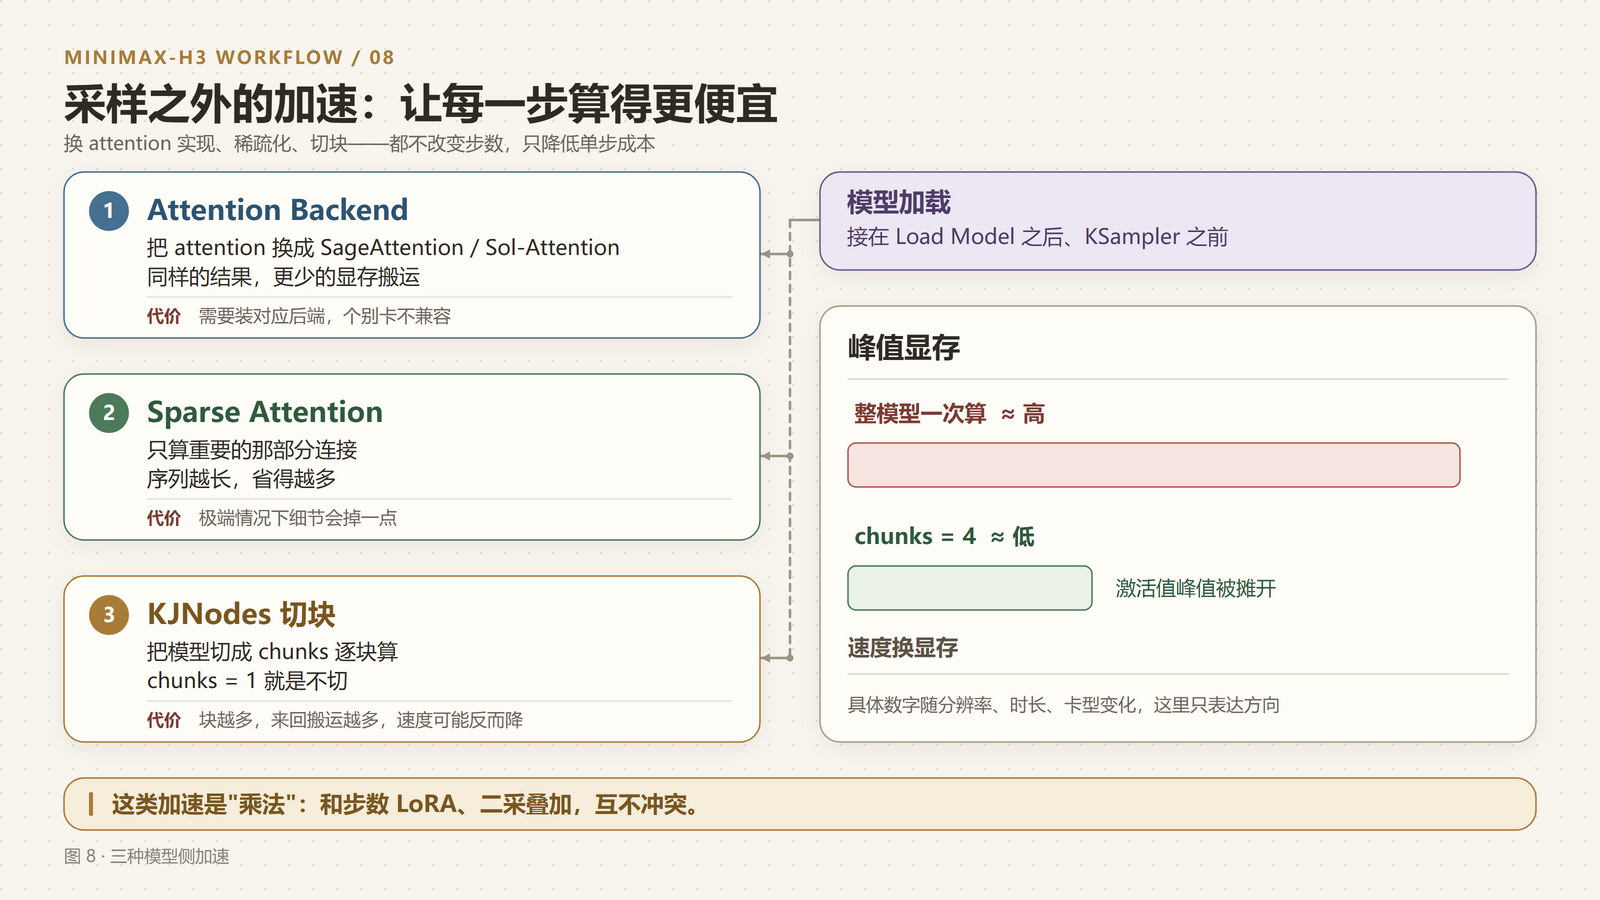 MINIMAX-H3 WORKFLOW / 08
采样之外的加速：让每一步算得更便宜
换 attention 实现、稀疏化、切块——都不改变步数，只降低单步成本
1 Attention Backend
把 attention 换成 SageAttention / Sol-Attention
同样的结果，更少的显存搬运
代价 需要装对应后端，个别卡不兼容
2 Sparse Attention
只算重要的那部分连接
序列越长，省得越多
代价 极端情况下细节会掉一点
3 KJNodes 切块
把模型切成 chunks 逐块算
chunks = 1 就是不切
代价 块越多，来回搬运越多，速度可能反而降
模型加载
接在 Load Model 之后、KSampler 之前
峰值显存
整模型一次算 ≈ 高
chunks = 4 ≈ 低
激活值峰值被摊开
速度换显存
具体数字随分辨率、时长、卡型变化，这里只表达方向
这类加速是"乘法"：和步数 LoRA、二采叠加，互不冲突。
图 8 · 三种模型侧加速